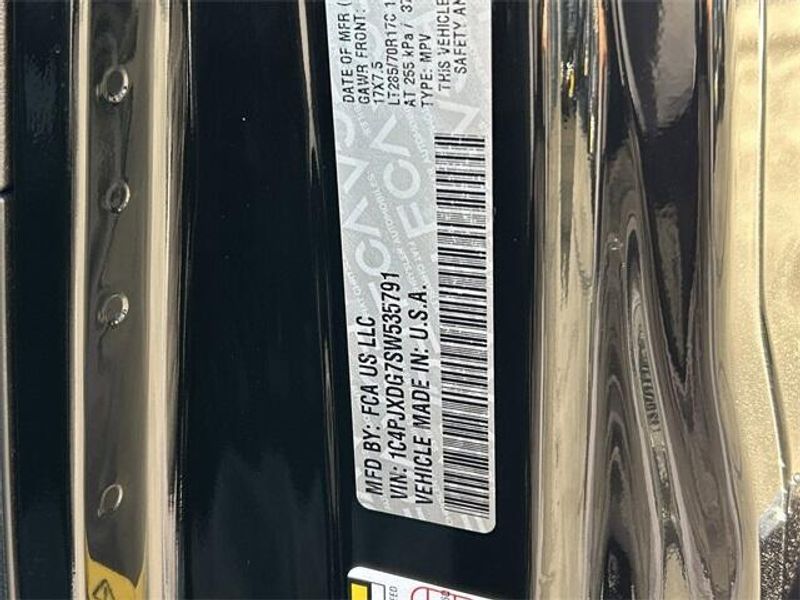 MFD BY: FCA US LLC
VIN: 1C4PJXDG7SW535791
VEHICLE MADE IN: U.S.A.
DATE OF MFR
GAWR FRONT:
17X7.5
LT285/70R17C
AT 255 kPa / 37
TYPE: MPV
THIS VEHICLE
SAFETY AN